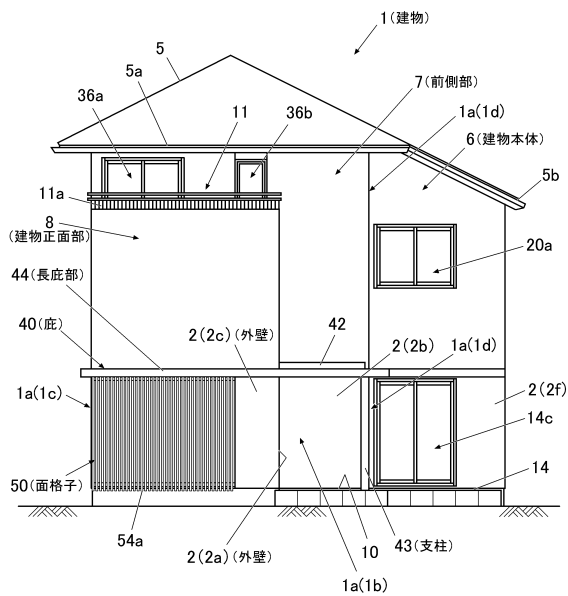 1(建物)
5
5a
7(前側部)
36a
11
36b
1a(1d)
6(建物本体)
11a
5b
8
(建物正面部)
20a
44(長庇部)
42
2(2c)(外壁)
2(2b)
1a(1d)
40(庇)
1a(1c)
2(2f)
14c
50(面格子)
14
54a
2(2a)(外壁)
10
43(支柱)
1a(1b)